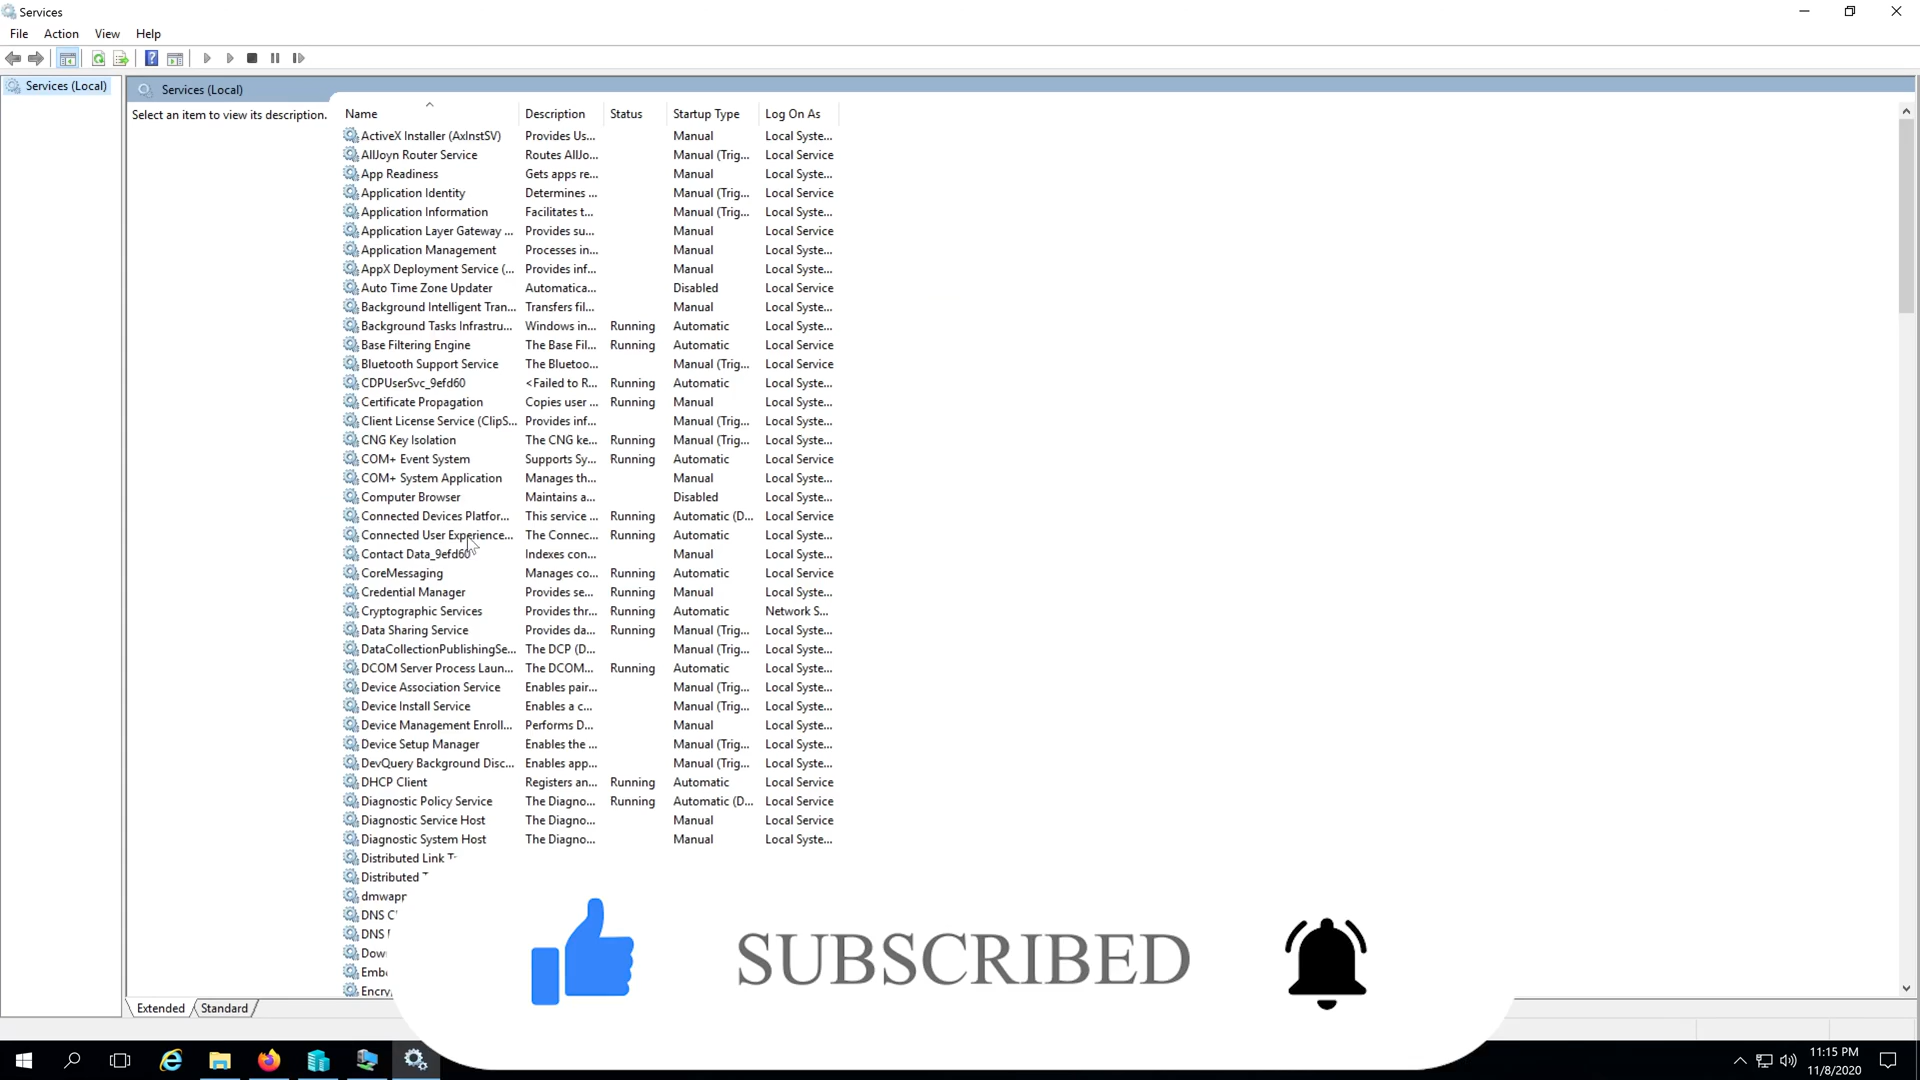 Services
File Action View Help
Services (Local)
Services (Local)
Select an item to view its description.
Name Description Status Startup Type Log On As
ActiveX Installer (AxInstSV) Provides Us... Manual Local Syste...
AllJoyn Router Service Routes AllJo... Manual (Trig... Local Service
App Readiness Gets apps re... Manual Local Syste...
Application Identity Determines ... Manual (Trig... Local Service
Application Information Facilitates t... Manual (Trig... Local Syste...
Application Layer Gateway ... Provides su... Manual Local Service
Application Management Processes in... Manual Local Syste...
AppX Deployment Service (... Provides inf... Manual Local Syste...
Auto Time Zone Updater Automatica... Disabled Local Service
Background Intelligent Tran... Transfers fil... Manual Local Syste...
Background Tasks Infrastru... Windows in... Running Automatic Local Syste...
Base Filtering Engine The Base Fil... Running Automatic Local Service
Bluetooth Support Service The Bluetoo... Manual (Trig... Local Service
CDPUserSvc_9efd60 <Failed to R... Running Automatic Local Syste...
Certificate Propagation Copies user ... Running Manual Local Syste...
Client License Service (ClipS... Provides inf... Manual (Trig... Local Syste...
CNG Key Isolation The CNG ke... Running Manual (Trig... Local Syste...
COM+ Event System Supports Sy... Running Automatic Local Service
COM+ System Application Manages th... Manual Local Syste...
Computer Browser Maintains a... Disabled Local Syste...
Connected Devices Platfor... This service ... Running Automatic (D... Local Service
Connected User Experience... The Connec... Running Automatic Local Syste...
Contact Data_9efd60 Indexes con... Manual Local Syste...
CoreMessaging Manages co... Running Automatic Local Service
Credential Manager Provides se... Running Manual Local Syste...
Cryptographic Services Provides thr... Running Automatic Network S...
Data Sharing Service Provides da... Running Manual (Trig... Local Syste...
DataCollectionPublishingSe... The DCP (D... Manual (Trig... Local Syste...
DCOM Server Process Laun... The DCOM... Running Automatic Local Syste...
Device Association Service Enables pair... Manual (Trig... Local Syste...
Device Install Service Enables a c... Manual (Trig... Local Syste...
Device Management Enroll... Performs D... Manual Local Syste...
Device Setup Manager Enables the ... Manual (Trig... Local Syste...
DevQuery Background Disc... Enables app... Manual (Trig... Local Syste...
DHCP Client Registers an... Running Automatic Local Service
Diagnostic Policy Service The Diagno... Running Automatic (D... Local Service
Diagnostic Service Host The Diagno... Manual Local Service
Diagnostic System Host The Diagno... Manual Local Syste...
Distributed Link
Distributed
DNS
DNS
SUBSCRIBED
Extended Standard
11:15 PM
11/8/2020